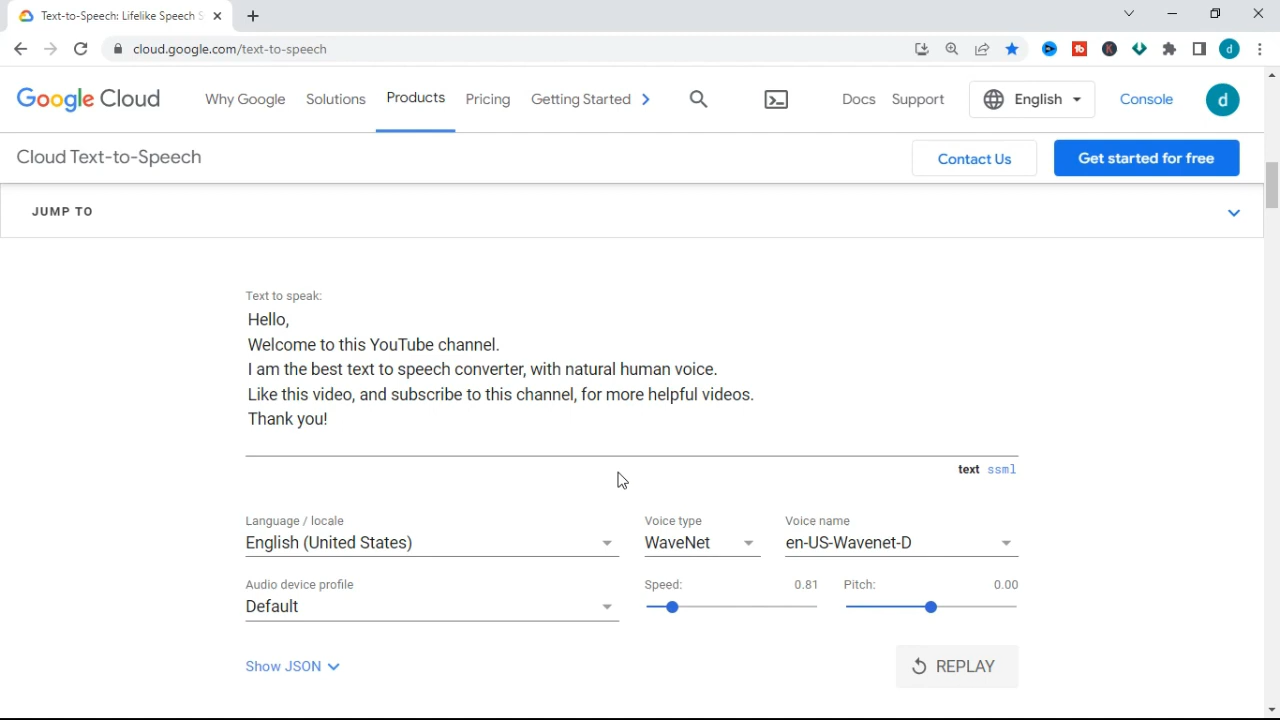 Text-to-Speech: Lifelike Speech S
cloud.google.com/text-to-speech
d
Google Cloud
Why Google
Solutions
Products
Pricing
Getting Started
Docs
Support
English
Console
d
Cloud Text-to-Speech
Contact Us
Get started for free
JUMP TO
Text to speak:
Hello,
Welcome to this YouTube channel.
I am the best text to speech converter, with natural human voice.
Like this video, and subscribe to this channel, for more helpful videos.
Thank you!
text ssml
Language / locale
English (United States)
Voice type
WaveNet
Voice name
en-US-Wavenet-D
Audio device profile
Default
Speed: 0.81
Pitch: 0.00
Show JSON
REPLAY